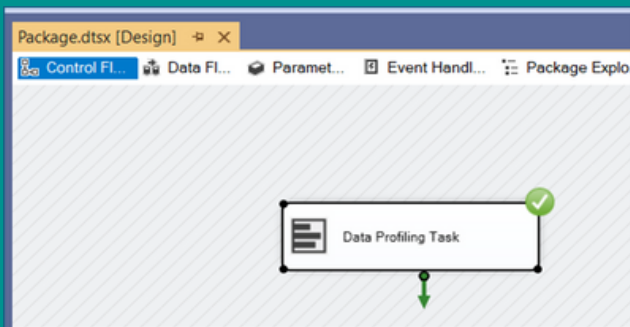 Package.dtsx [Design]
Control Fl... Data Fl... Paramet... Event Handl... Package Explo
Data Profiling Task